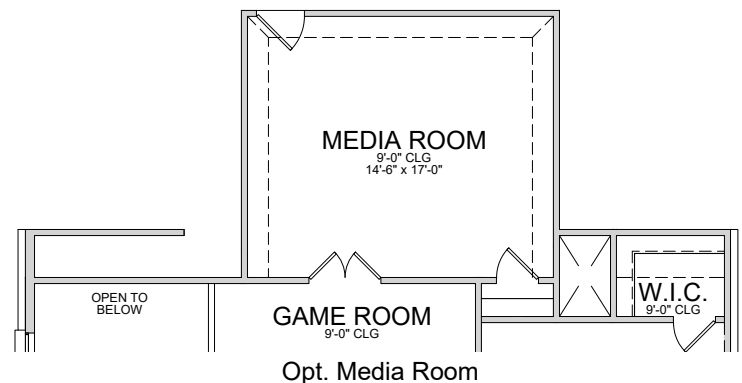 MEDIA ROOM
9'-0" CLG
14'-6" x 17'-0"
OPEN TO
BELOW
GAME ROOM
9'-0" CLG
W.I.C.
9'-0" CLG
Opt. Media Room